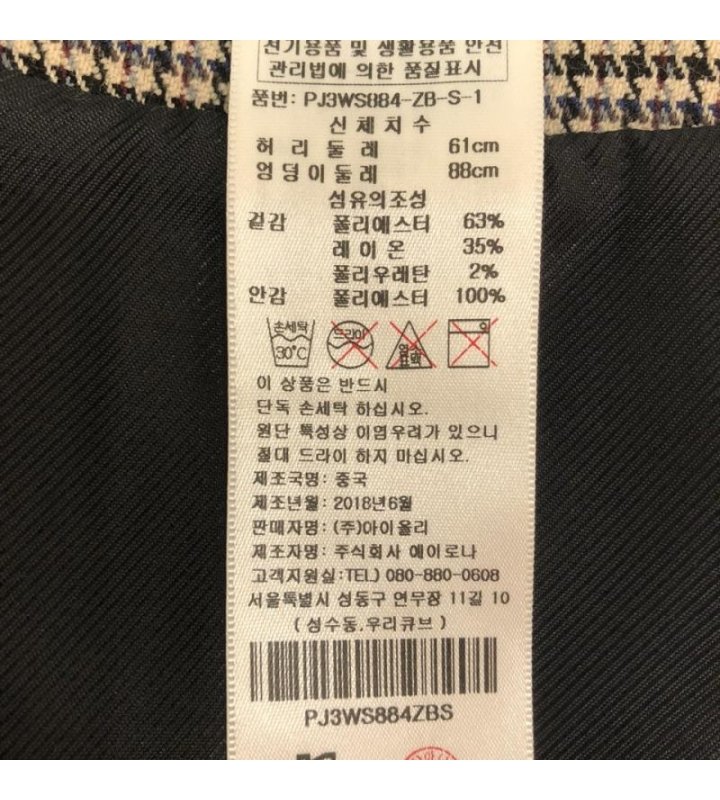 전기용품 및 생활용품 안전
관리법에 의한 품질표시
품번: PJ3WS884-ZB-S-1
신체치수
허리둘레 61cm
엉덩이둘레 88cm
섬유의조성
겉감 폴리에스터 63%
레이온 35%
폴리우레탄 2%
안감 폴리에스터 100%
손세탁 드라이 염소표백
30°C
이 상품은 반드시
단독 손세탁 하십시오.
원단 특성상 이염우려가 있으니
절대 드라이 하지 마십시오.
제조국명: 중국
제조년월: 2018년6월
판매자명: (주)아이올리
제조자명: 주식회사 에이로나
고객지원실:TEL) 080-880-0608
서울특별시 성동구 연무장 11길 10
(성수동,우리큐브)
PJ3WS884ZBS